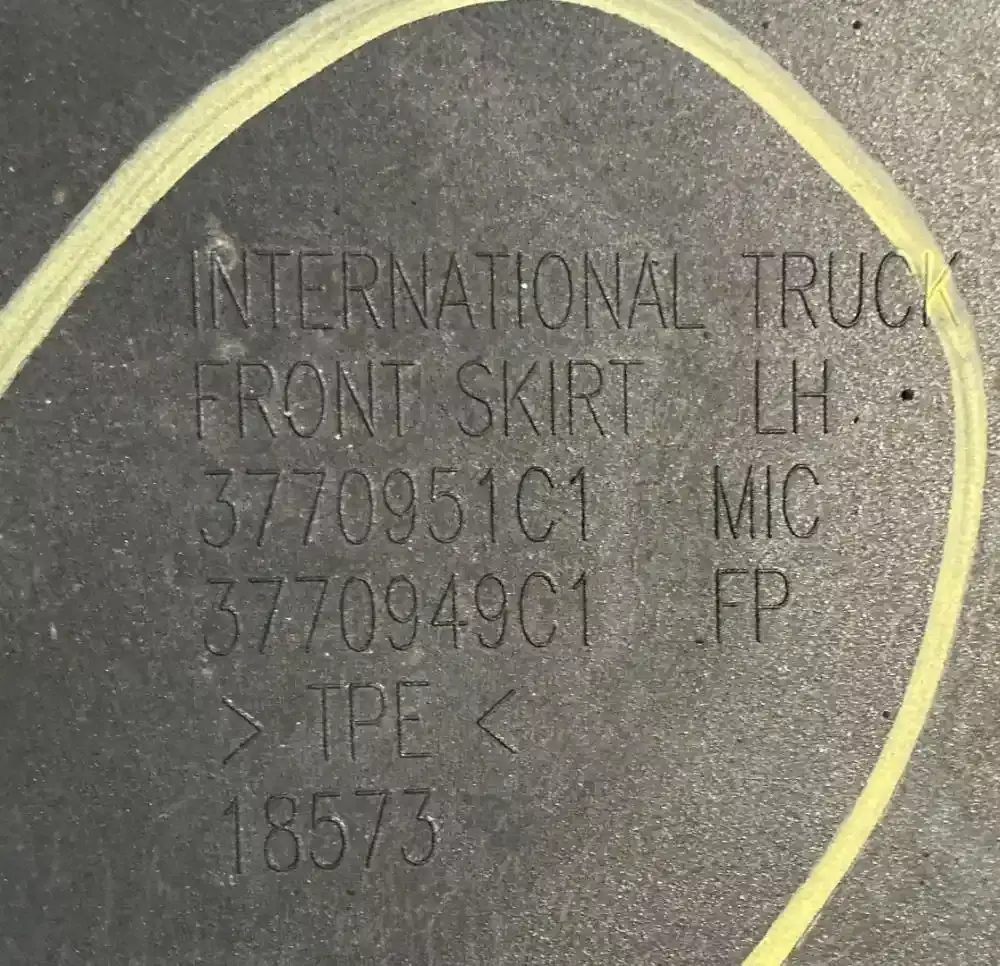 INTERNATIONAL TRUCK
FRONT SKIRT LH
3770951C1 MIC
3770949C1 FP
> TPE <
18573